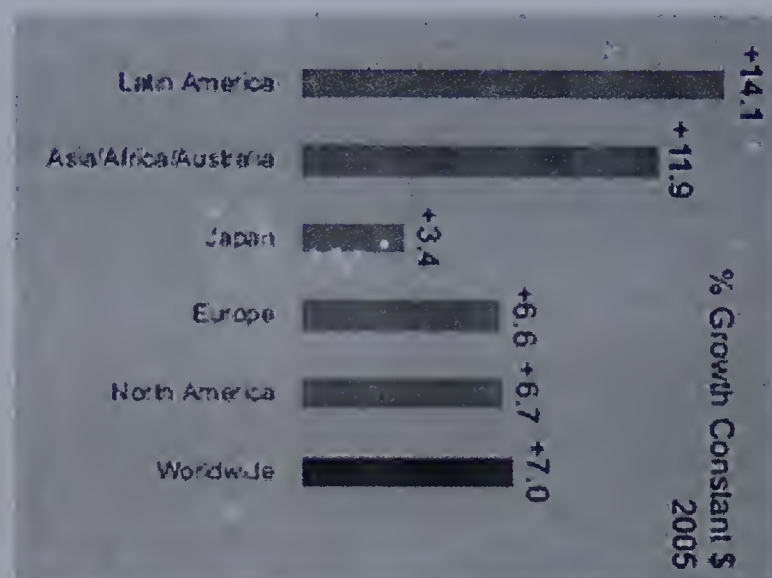 Latin America
+14.1
Asia/Africa/Australia
+11.9
Japan
+3.4
Europe
+6.6
North America
+6.7
Worldwide
+7.0
% Growth Constant $
2005